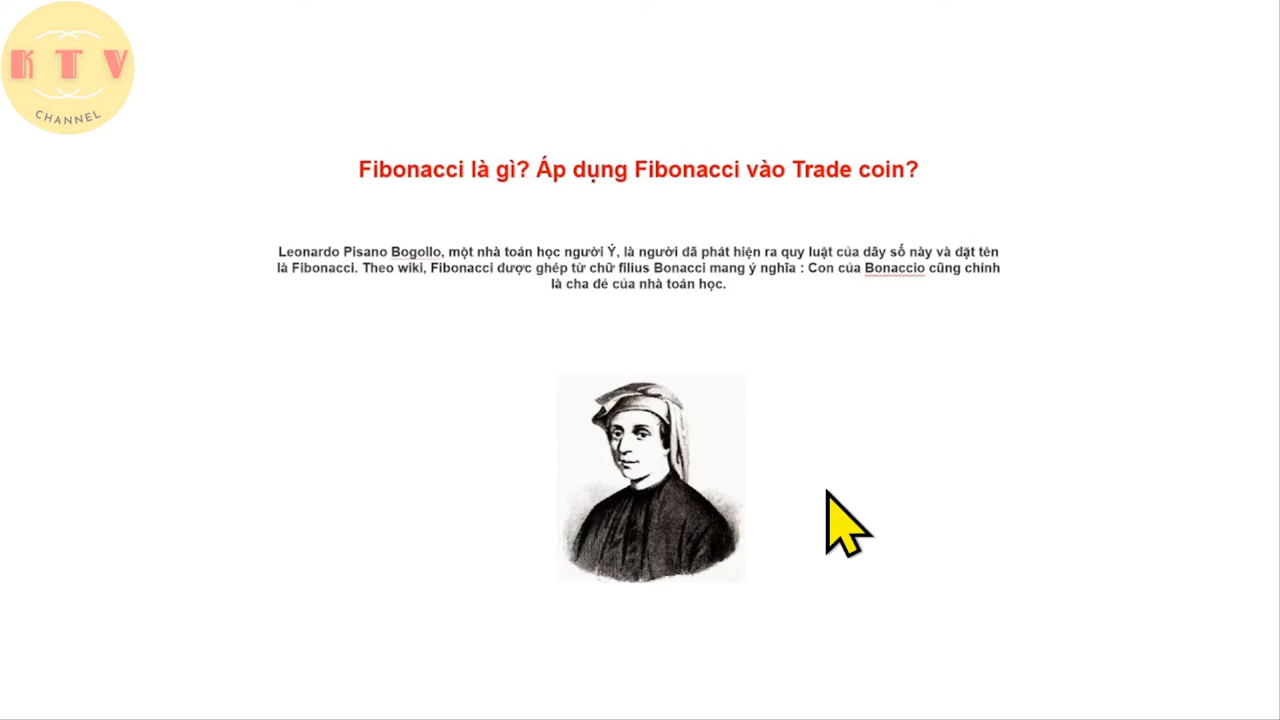 KTV
CHANNEL
Fibonacci là gì? Áp dụng Fibonacci vào Trade coin?
Leonardo Pisano Bogollo, một nhà toán học người Ý, là người đã phát hiện ra quy luật của dãy số này và đặt tên
là Fibonacci. Theo wiki, Fibonacci được ghép từ chữ filius Bonacci mang ý nghĩa : Con của Bonaccio cũng chính
là cha đẻ của nhà toán học.